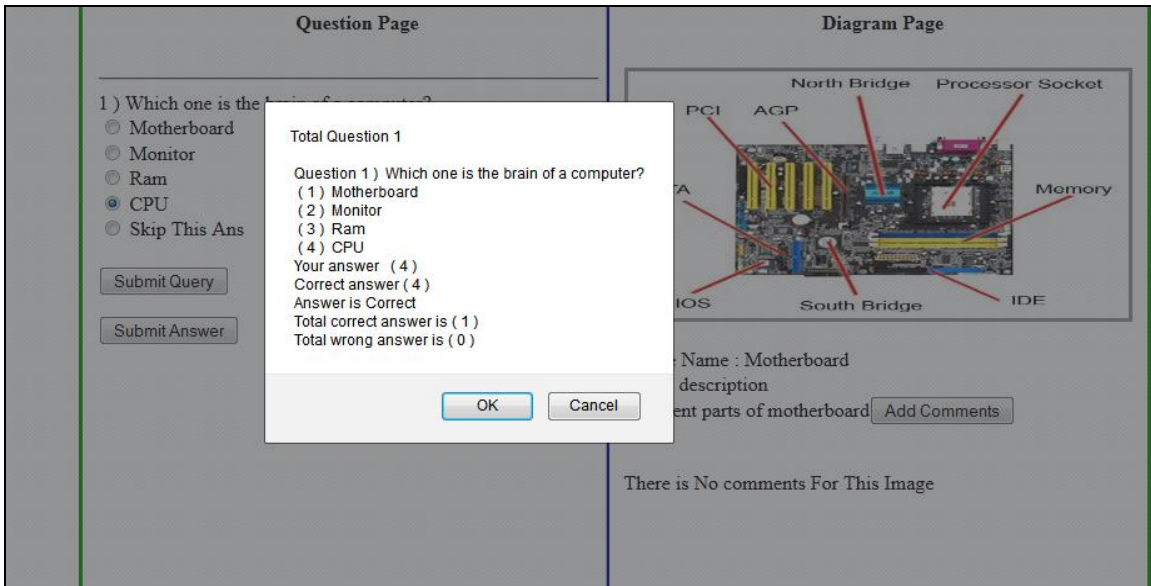 Question Page
1 ) Which one is the
Motherboard
Monitor
Ram
CPU
Skip This Ans
Submit Query
Submit Answer
Total Question 1
Question 1 ) Which one is the brain of a computer?
( 1 ) Motherboard
( 2 ) Monitor
( 3 ) Ram
( 4 ) CPU
Your answer ( 4 )
Correct answer ( 4 )
Answer is Correct
Total correct answer is ( 1 )
Total wrong answer is ( 0 )
OK Cancel
Diagram Page
North Bridge Processor Socket
PCI AGP
TA Memory
IOS South Bridge IDE
Name : Motherboard
description
ent parts of motherboard Add Comments
There is No comments For This Image